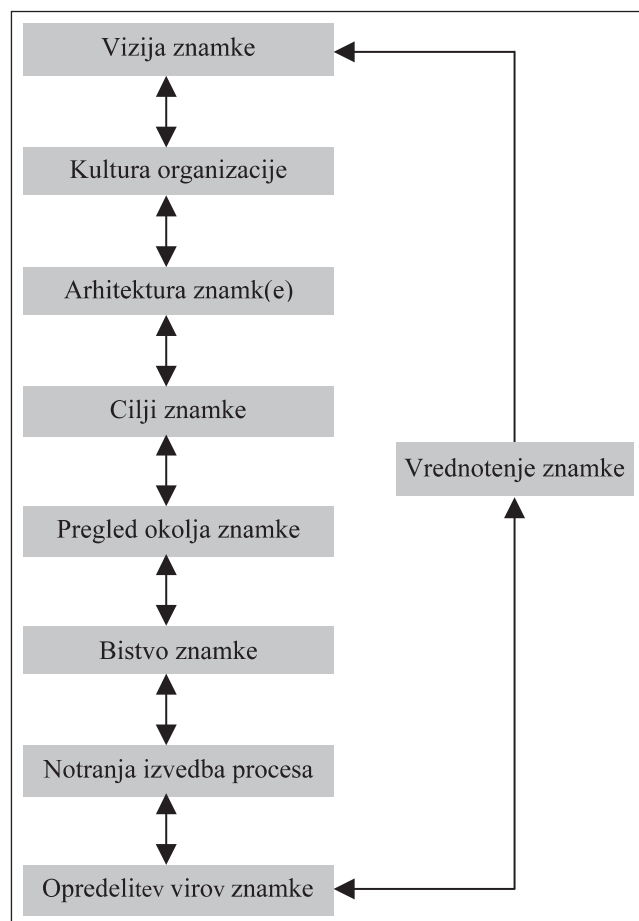 Vizija znamke
Kultura organizacije
Arhitektura znamk(e)
Cilji znamke
Pregled okolja znamke
Bistvo znamke
Notranja izvedba procesa
Opredelitev virov znamke
Vrednotenje znamke